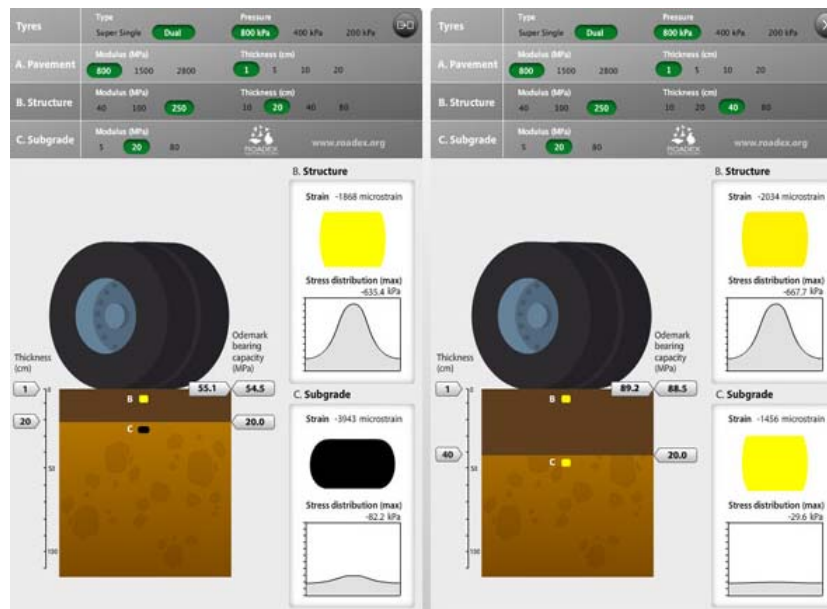 Tyres
Type
Super Single Dual
Pressure
800 kPa 400 kPa 200 kPa
A. Pavement
Modulus (MPa)
800 1500 2800
Thickness (cm)
1 5 10 20
B. Structure
Modulus (MPa)
40 100 250
Thickness (cm)
10 20 40 80
C. Subgrade
Modulus (MPa)
5 20 80
ROADEX
www.roadex.org
B. Structure
Strain -1868 microstrain
Stress distribution (max)
-635.4 kPa
Thickness
(cm)
Odemark
bearing
capacity
(MPa)
1
0
55.1
54.5
B
20
20.0
C
50
100
C. Subgrade
Strain -3943 microstrain
Stress distribution (max)
-82.2 kPa
Tyres
Type
Super Single Dual
Pressure
800 kPa 400 kPa 200 kPa
A. Pavement
Modulus (MPa)
800 1500 2800
Thickness (cm)
1 5 10 20
B. Structure
Modulus (MPa)
40 100 250
Thickness (cm)
10 20 40 80
C. Subgrade
Modulus (MPa)
5 20 80
ROADEX
www.roadex.org
B. Structure
Strain -2034 microstrain
Stress distribution (max)
-667.7 kPa
Thickness
(cm)
Odemark
bearing
capacity
(MPa)
1
0
89.2
88.5
B
40
20.0
C
50
100
C. Subgrade
Strain -1456 microstrain
Stress distribution (max)
-29.6 kPa